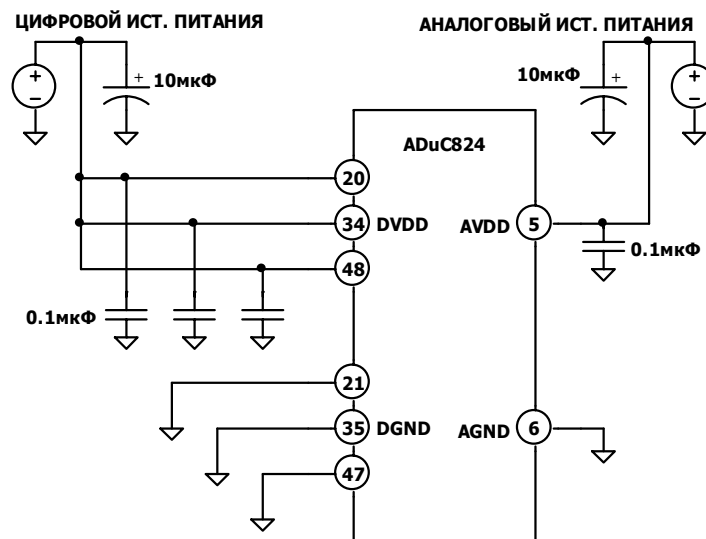 ЦИФРОВОЙ ИСТ. ПИТАНИЯ
АНАЛОГОВЫЙ ИСТ. ПИТАНИЯ
+
−
+
10мкФ
10мкФ
+
+
−
ADuC824
20
34
DVDD
AVDD
5
48
0.1мкФ
0.1мкФ
21
35
DGND
AGND
6
47